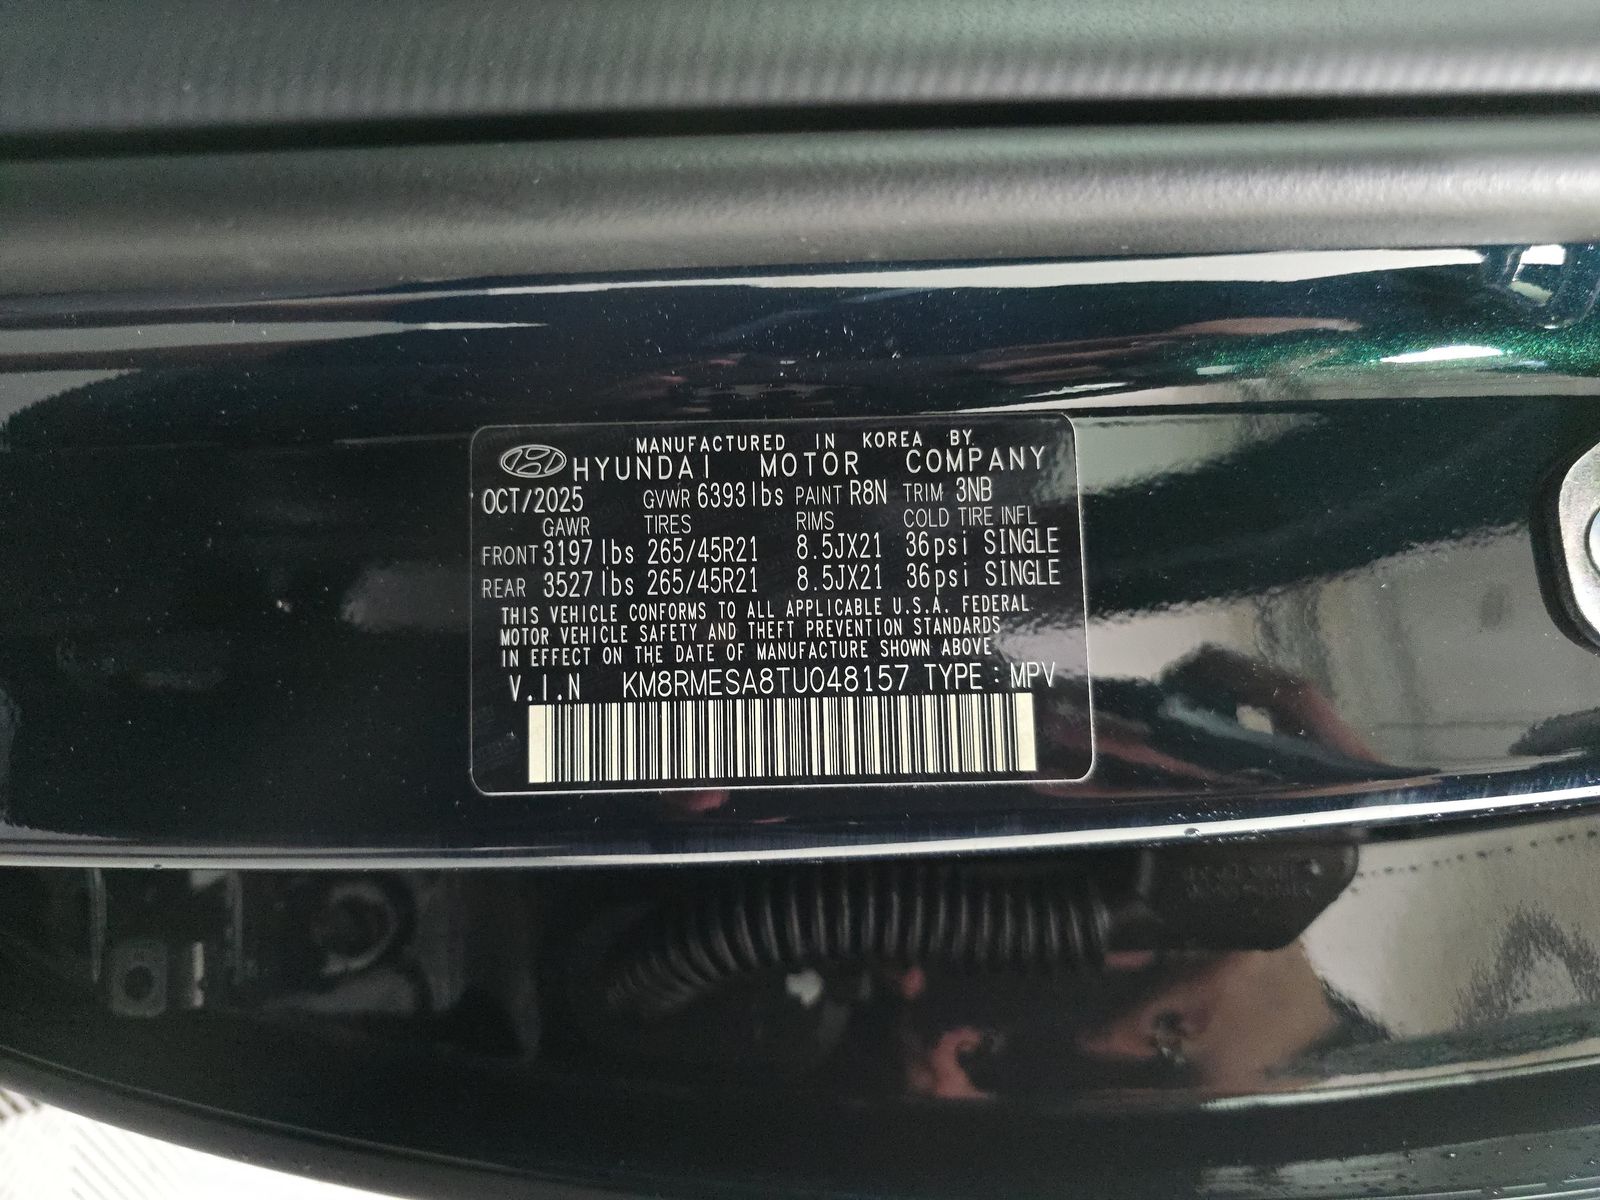 MANUFACTURED IN KOREA BY
HYUNDAI MOTOR COMPANY
OCT/2025 GVWR 6393lbs PAINT R8N TRIM 3NB
GAWR TIRES RIMS COLD TIRE INFL
FRONT 3197lbs 265/45R21 8.5JX21 36psi SINGLE
REAR 3527lbs 265/45R21 8.5JX21 36psi SINGLE
THIS VEHICLE CONFORMS TO ALL APPLICABLE U.S.A. FEDERAL
MOTOR VEHICLE SAFETY AND THEFT PREVENTION STANDARDS
IN EFFECT ON THE DATE OF MANUFACTURE SHOWN ABOVE
V.I.N KM8RMESA8TU048157 TYPE : MPV